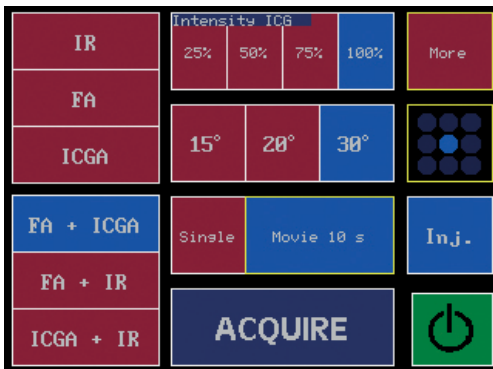 IR
FA
ICGA
FA + ICGA
FA + IR
ICGA + IR
Intensity ICG
25% 50% 75% 100%
15° 20° 30°
Single Movie 10 s
ACQUIRE
More
Inj.